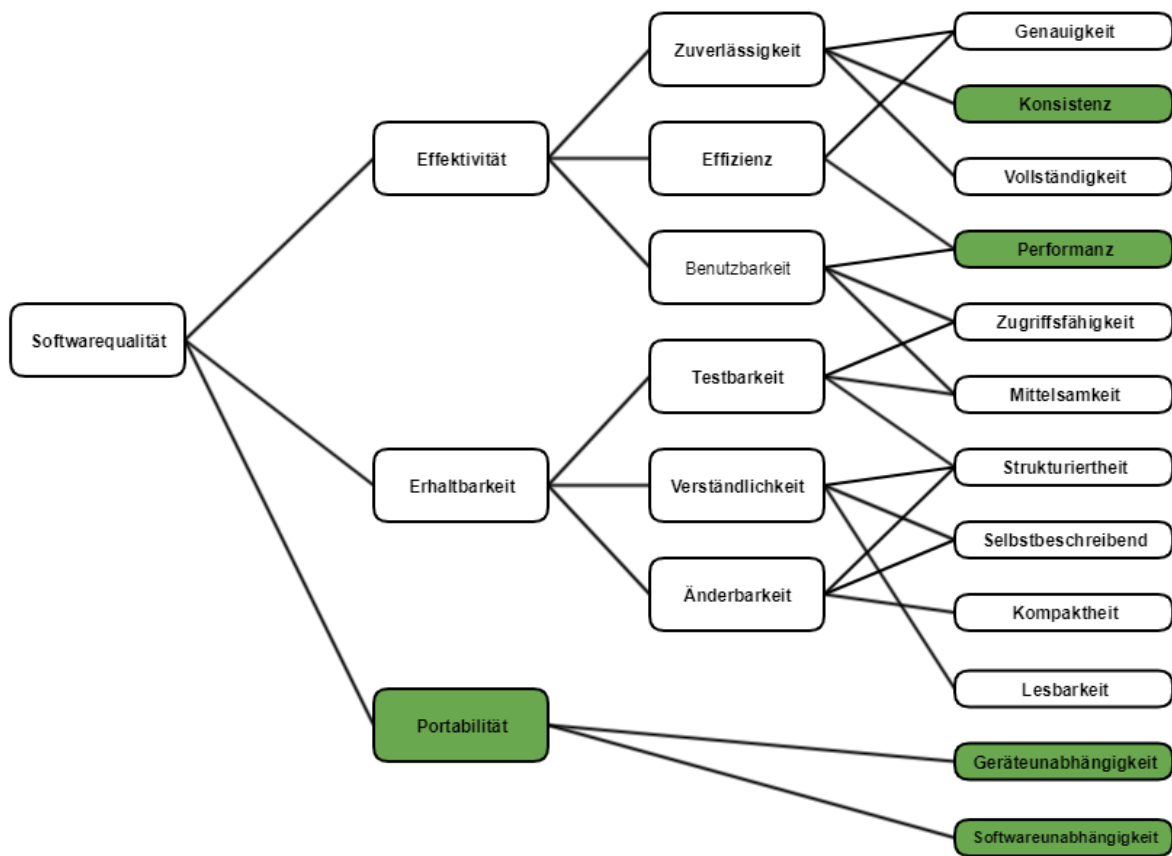 Softwarequalität
Effektivität
Erhaltbarkeit
Portabilität
Zuverlässigkeit
Effizienz
Benutzbarkeit
Testbarkeit
Verständlichkeit
Änderbarkeit
Genauigkeit
Konsistenz
Vollständigkeit
Performanz
Zugriffsfähigkeit
Mittelsamkeit
Strukturiertheit
Selbstbeschreibend
Kompaktheit
Lesbarkeit
Geräteunabhängigkeit
Softwareunabhängigkeit